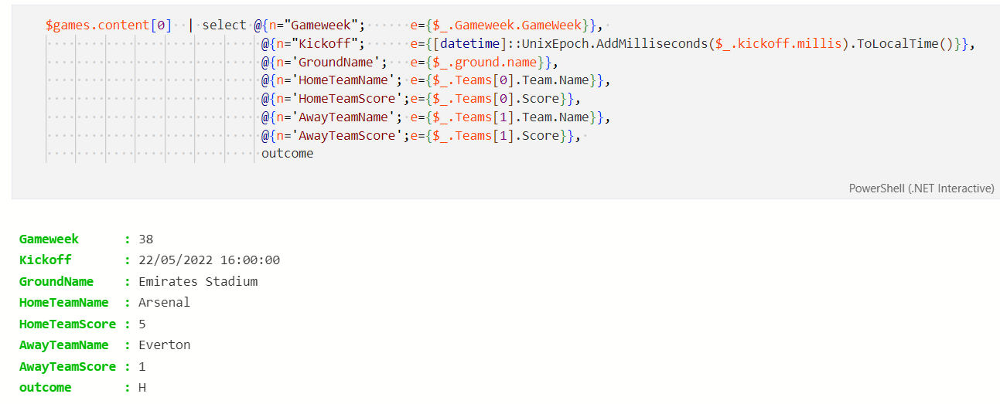 $games.content[0] | select @{n="Gameweek"; e={$_.Gameweek.GameWeek}},
@{n="Kickoff"; e={[datetime]::UnixEpoch.AddMilliseconds($_.kickoff.millis).ToLocalTime()}},
@{n='GroundName'; e={$_.ground.name}},
@{n='HomeTeamName'; e={$_.Teams[0].Team.Name}},
@{n='HomeTeamScore';e={$_.Teams[0].Score}},
@{n='AwayTeamName'; e={$_.Teams[1].Team.Name}},
@{n='AwayTeamScore';e={$_.Teams[1].Score}},
outcome
PowerShell (.NET Interactive)
Gameweek : 38
Kickoff : 22/05/2022 16:00:00
GroundName : Emirates Stadium
HomeTeamName : Arsenal
HomeTeamScore : 5
AwayTeamName : Everton
AwayTeamScore : 1
outcome : H